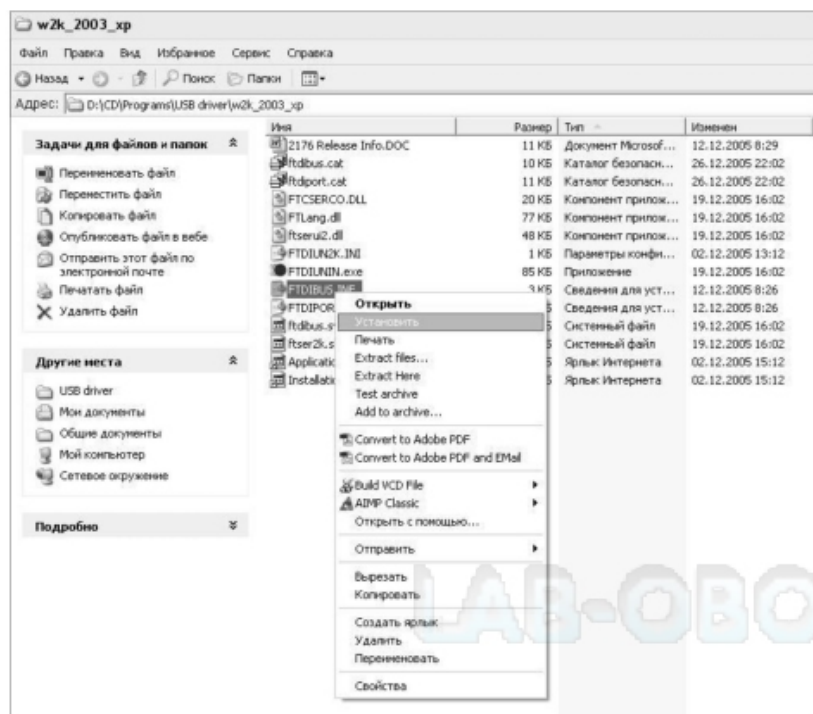 w2k_2003_xp
Файл Правка Вид Избранное Сервис Справка
Назад Поиск Папки
Адрес: D:\CD\Programs\USB driver\w2k_2003_xp
Задачи для файлов и папок
Переименовать файл
Переместить файл
Копировать файл
Опубликовать файл в вебе
Отправить этот файл по
электронной почте
Печатать файл
Удалить файл
Другие места
USB driver
Мои документы
Общие документы
Мой компьютер
Сетевое окружение
Подробно
Имя Размер Тип Изменен
2176 Release Info.DOC 11 КБ Документ Microsof... 12.12.2005 8:29
ftdibus.cat 10 КБ Каталог безопасн... 26.12.2005 22:02
ftdiport.cat 11 КБ Каталог безопасн... 26.12.2005 22:02
FTCSERCO.DLL 20 КБ Компонент прилож... 19.12.2005 16:02
FTLang.dll 77 КБ Компонент прилож... 19.12.2005 16:02
ftserui2.dll 48 КБ Компонент прилож... 19.12.2005 16:02
FTDIUN2K.INI 1 КБ Параметры конфи... 02.12.2005 13:12
FTDIUNIN.exe 85 КБ Приложение 19.12.2005 16:02
FTDIBUS.INF 3 КБ Сведения для уст... 12.12.2005 8:26
FTDIPOR Сведения для уст... 12.12.2005 8:26
ftdibus.s Системный файл 19.12.2005 16:02
ftser2k.s Системный файл 19.12.2005 16:02
Applicatic Ярлык Интернета 02.12.2005 15:12
Installatic Ярлык Интернета 02.12.2005 15:12
Открыть
Установить
Печать
Extract files...
Extract Here
Test archive
Add to archive...
Convert to Adobe PDF
Convert to Adobe PDF and EMail
Build VCD File
AIMP Classic
Открыть с помощью...
Отправить
Вырезать
Копировать
Создать ярлык
Удалить
Переименовать
Свойства
LAB-OBO